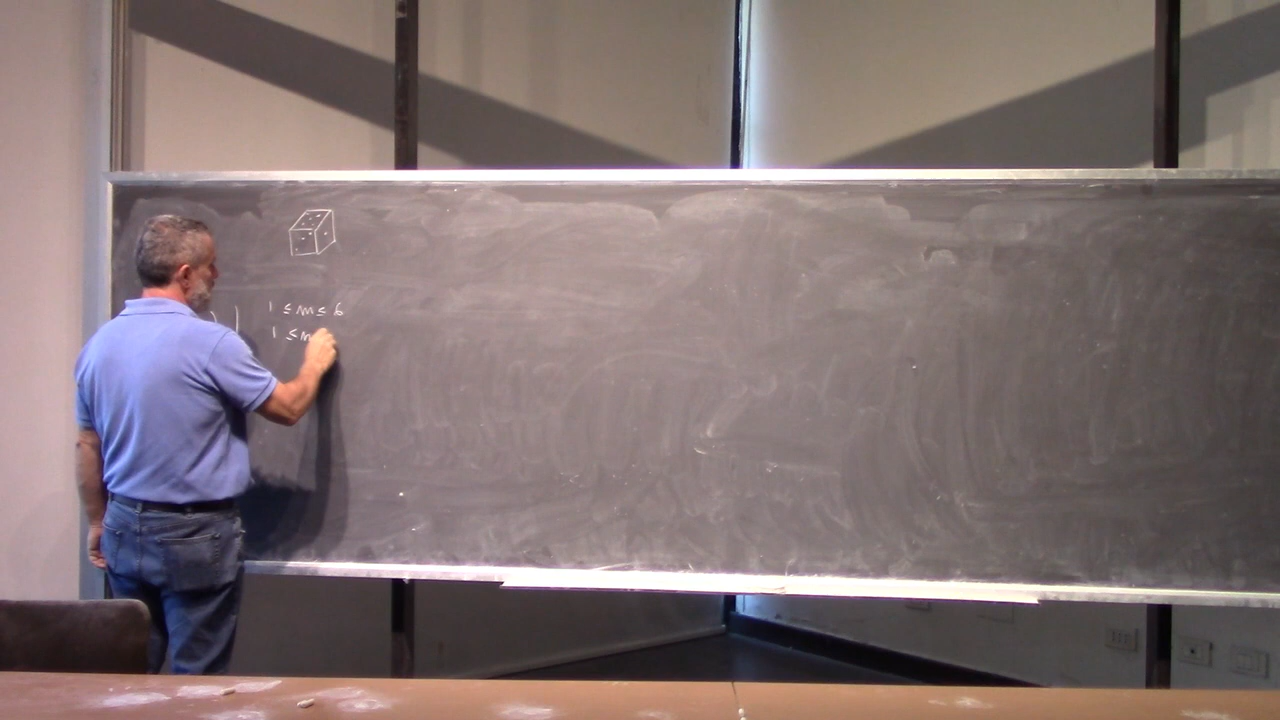 ) | 1 ≤ m ≤ 6
1 ≤ m